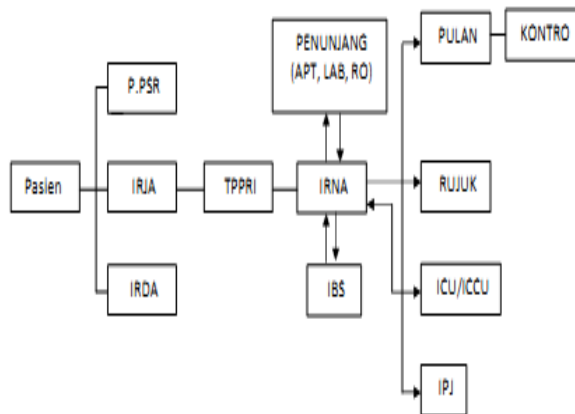 PENUNJANG
(APT, LAB, RO)
PULAN
KONTRO
P.PSR
Pasien
IRJA
TPPRI
IRNA
RUJUK
IRDA
IBS
ICU/ICCU
IPJ